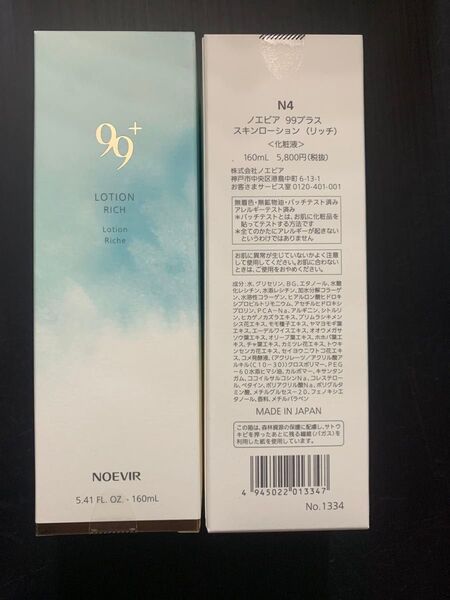 99+
LOTION
RICH
Lotion
Riche
NOEVIR
5.41 FL. OZ. - 160mL
N4
ノエビア 99プラス
スキンローション(リッチ)
<化粧液>
160mL 5,800円(税抜)
株式会社ノエビア
神戸市中央区港島中町 6-13-1
お客さまサービス室 0120-401-001
無着色・無鉱物油・パッチテスト済み
アレルギーテスト済み
*パッチテストとは、お肌に化粧品を
貼ってテストする方法です
*全てのかたにアレルギーが起きない
というわけではありません
お肌に異常が生じていないかよく注意
して使用してください。お肌に合わない
ときは、ご使用をおやめください。
成分:水、グリセリン、BG、エタノール、水酸
化レシチン、水添レシチン、加水分解コラーゲ
ン、水溶性コラーゲン、ヒアルロン酸ヒドロキ
シプロピルトリモニウム、アセチルヒドロキシ
プロリン、PCA-Na、アルギニン、シトルリ
ン、ヒカゲノカズラエキス、プリムラシキメン
シス花エキス、モモ種子エキス、ヤマヨモギ葉
エキス、エーデルワイスエキス、オオウメガサ
ソウ葉エキス、オリーブ葉エキス、ホホバ葉エ
キス、チャ葉エキス、カミツレ花エキス、トウキ
ンセンカ花エキス、セイヨウニワトコ花エキ
ス、コメ発酵液、(アクリレーツ/アクリル酸ア
ルキル(C10-30))クロスポリマー、PEG
-60水添ヒマシ油、カルボマー、キサンタンガ
ム、ココイルサルコシンNa、コレステロー
ル、ベタイン、ポリアクリル酸Na、ポリグルタ
ミン酸、メチルグルセス-20、フェノキシエ
タノール、香料、メチルパラベン
MADE IN JAPAN
この箱は、森林資源の保護に配慮し、サトウ
キビを搾ったあとに残る繊維(バガス)を
利用した紙を使用しています。
4 945022 013347
No.1334